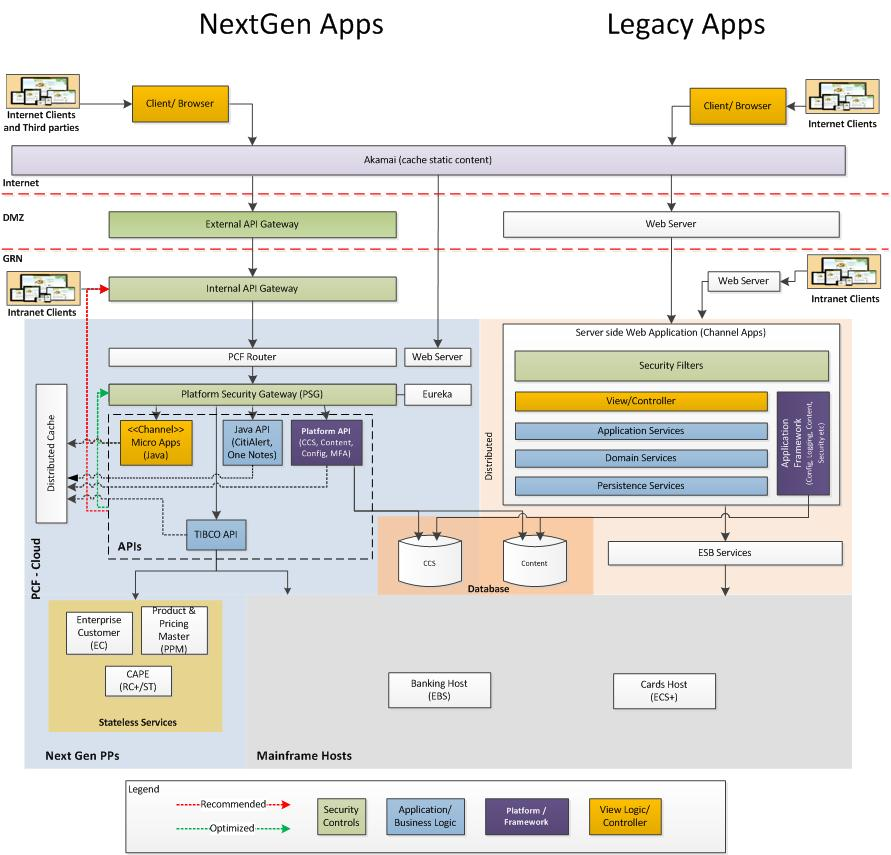 NextGen Apps
Legacy Apps
Internet Clients
and Third parties
Client/ Browser
Client/ Browser
Internet Clients
Akamai (cache static content)
Internet
DMZ
External API Gateway
Web Server
GRN
Intranet Clients
Internal API Gateway
Web Server
Intranet Clients
PCF Router
Web Server
Platform Security Gateway (PSG)
Eureka
Distributed Cache
<<Channel>>
Micro Apps
(Java)
Java API
(CitiAlert,
One Notes)
Platform API
(CCS, Content,
Config, MFA)
TIBCO API
APIs
PCF - Cloud
Server side Web Application (Channel Apps)
Security Filters
View/Controller
Application Services
Domain Services
Persistence Services
Application
Framework
(Config, Logging, Content,
Security etc)
Distributed
CCS
Content
Database
ESB Services
Enterprise
Customer
(EC)
Product &
Pricing
Master
(PPM)
CAPE
(RC+/ST)
Stateless Services
Next Gen PPs
Banking Host
(EBS)
Cards Host
(ECS+)
Mainframe Hosts
Legend
Recommended
Optimized
Security
Controls
Application/
Business Logic
Platform /
Framework
View Logic/
Controller